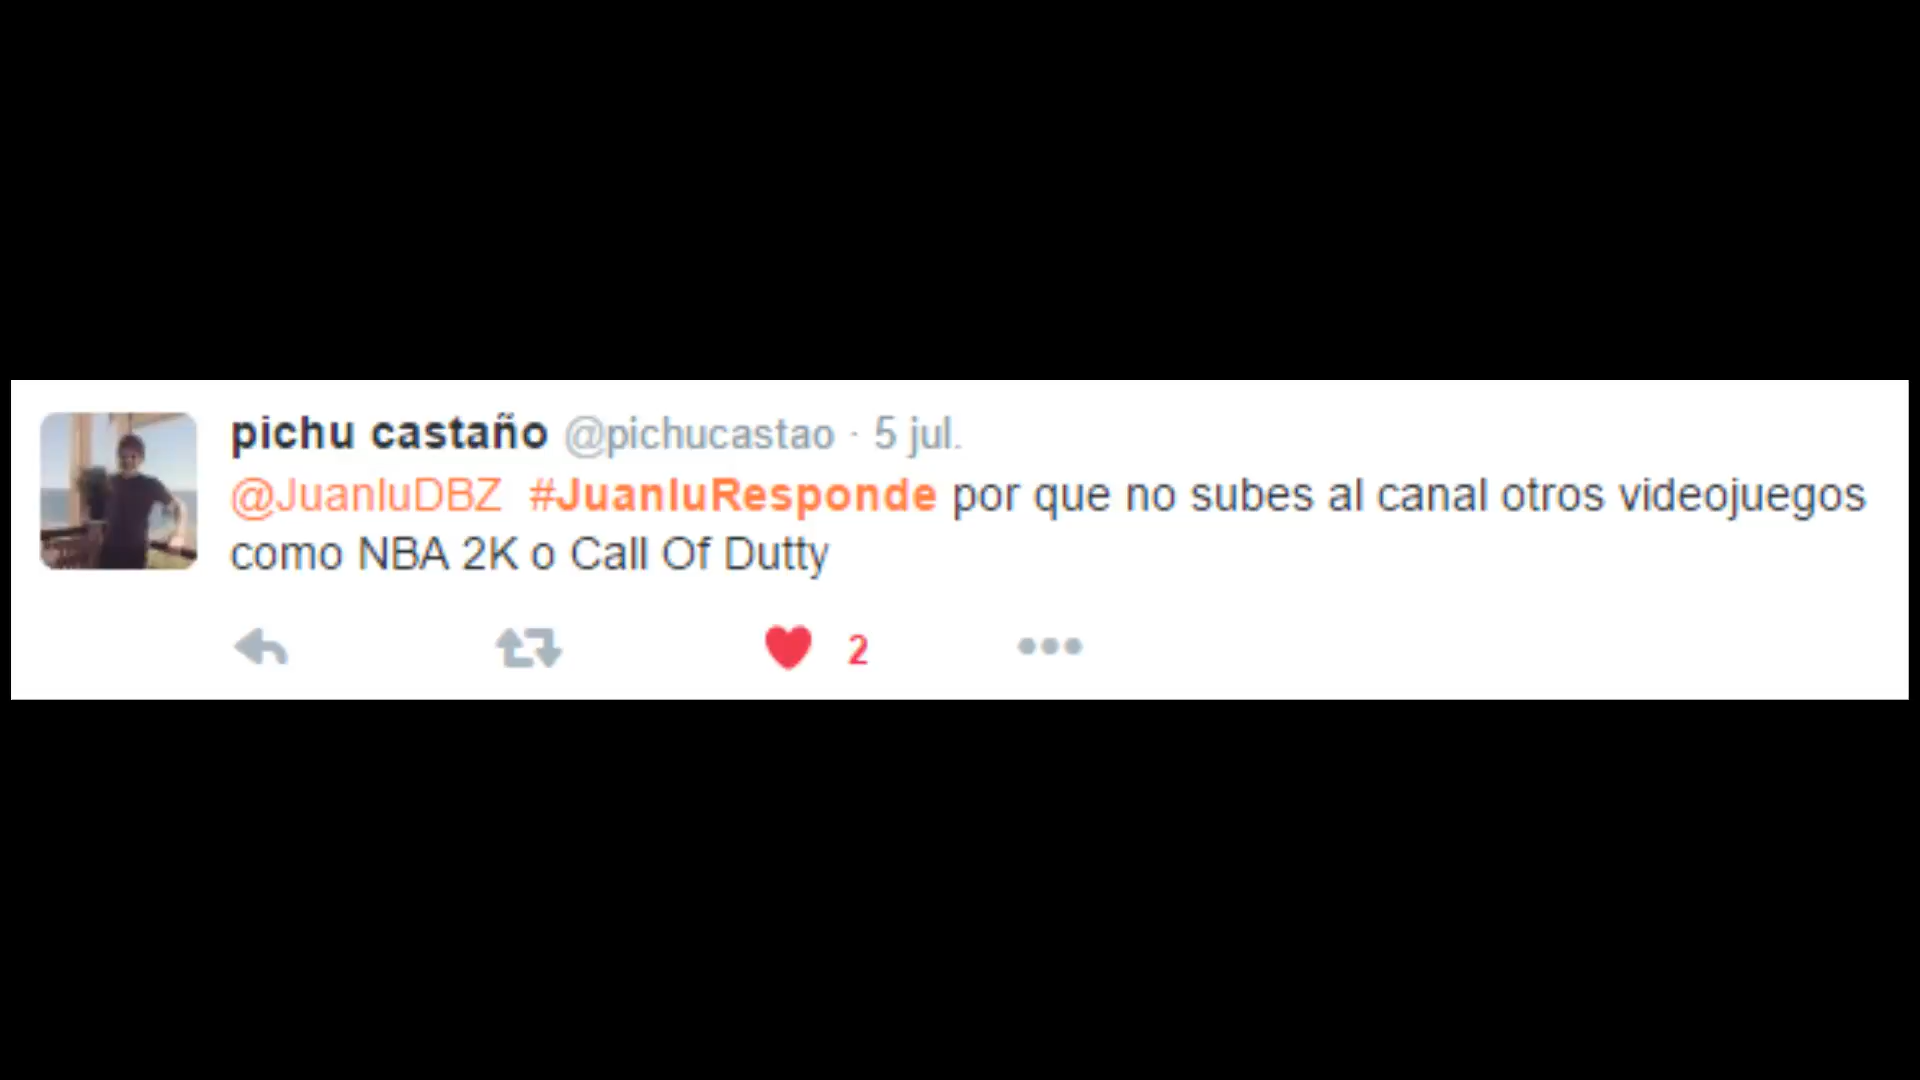 pichu castaño @pichucastao · 5 jul.
@JuanluDBZ #JuanluResponde por que no subes al canal otros videojuegos
como NBA 2K o Call Of Dutty
2